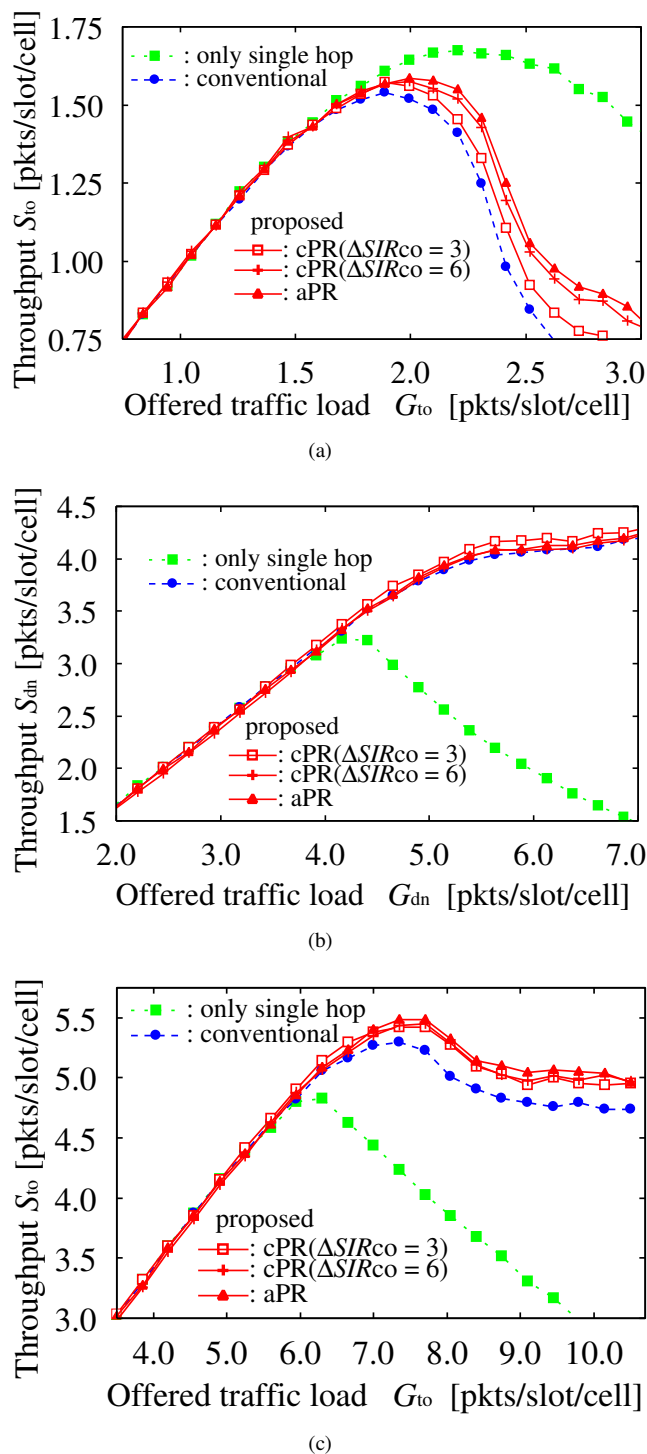 1.75
: only single hop
: conventional
1.50
1.25
proposed
: cPR(ΔSIRco = 3)
1.00
: cPR(ΔSIRco = 6)
: aPR
0.75
1.0 1.5 2.0 2.5 3.0
Throughput Sto [pkts/slot/cell]
Offered traffic load Gto [pkts/slot/cell]
(a)
4.5
: only single hop
4.0
: conventional
3.5
3.0
2.5
proposed
: cPR(ΔSIRco = 3)
2.0
: cPR(ΔSIRco = 6)
: aPR
1.5
2.0 3.0 4.0 5.0 6.0 7.0
Throughput Sdn [pkts/slot/cell]
Offered traffic load Gdn [pkts/slot/cell]
(b)
: only single hop
5.5
: conventional
5.0
4.5
4.0
proposed
3.5
: cPR(ΔSIRco = 3)
: cPR(ΔSIRco = 6)
: aPR
3.0
4.0 5.0 6.0 7.0 8.0 9.0 10.0
Throughput Sto [pkts/slot/cell]
Offered traffic load Gto [pkts/slot/cell]
(c)